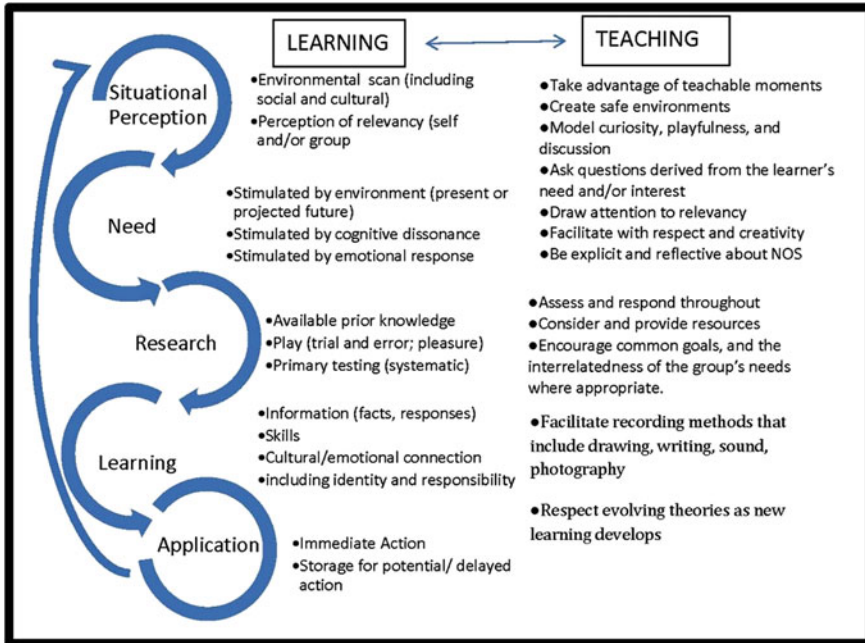 LEARNING
TEACHING
Situational
Perception
•Environmental scan (including
social and cultural)
•Perception of relevancy (self
and/or group
Need
•Stimulated by environment (present or
projected future)
•Stimulated by cognitive dissonance
•Stimulated by emotional response
Research
•Available prior knowledge
•Play (trial and error; pleasure)
•Primary testing (systematic)
Learning
•Information (facts, responses)
•Skills
•Cultural/emotional connection
•including identity and responsibility
Application
•Immediate Action
•Storage for potential/ delayed
action
●Take advantage of teachable moments
●Create safe environments
●Model curiosity, playfulness, and
discussion
●Ask questions derived from the learner's
need and/or interest
●Draw attention to relevancy
●Facilitate with respect and creativity
●Be explicit and reflective about NOS
●Assess and respond throughout
●Consider and provide resources
●Encourage common goals, and the
interrelatedness of the group's needs
where appropriate.
●Facilitate recording methods that
include drawing, writing, sound,
photography
●Respect evolving theories as new
learning develops